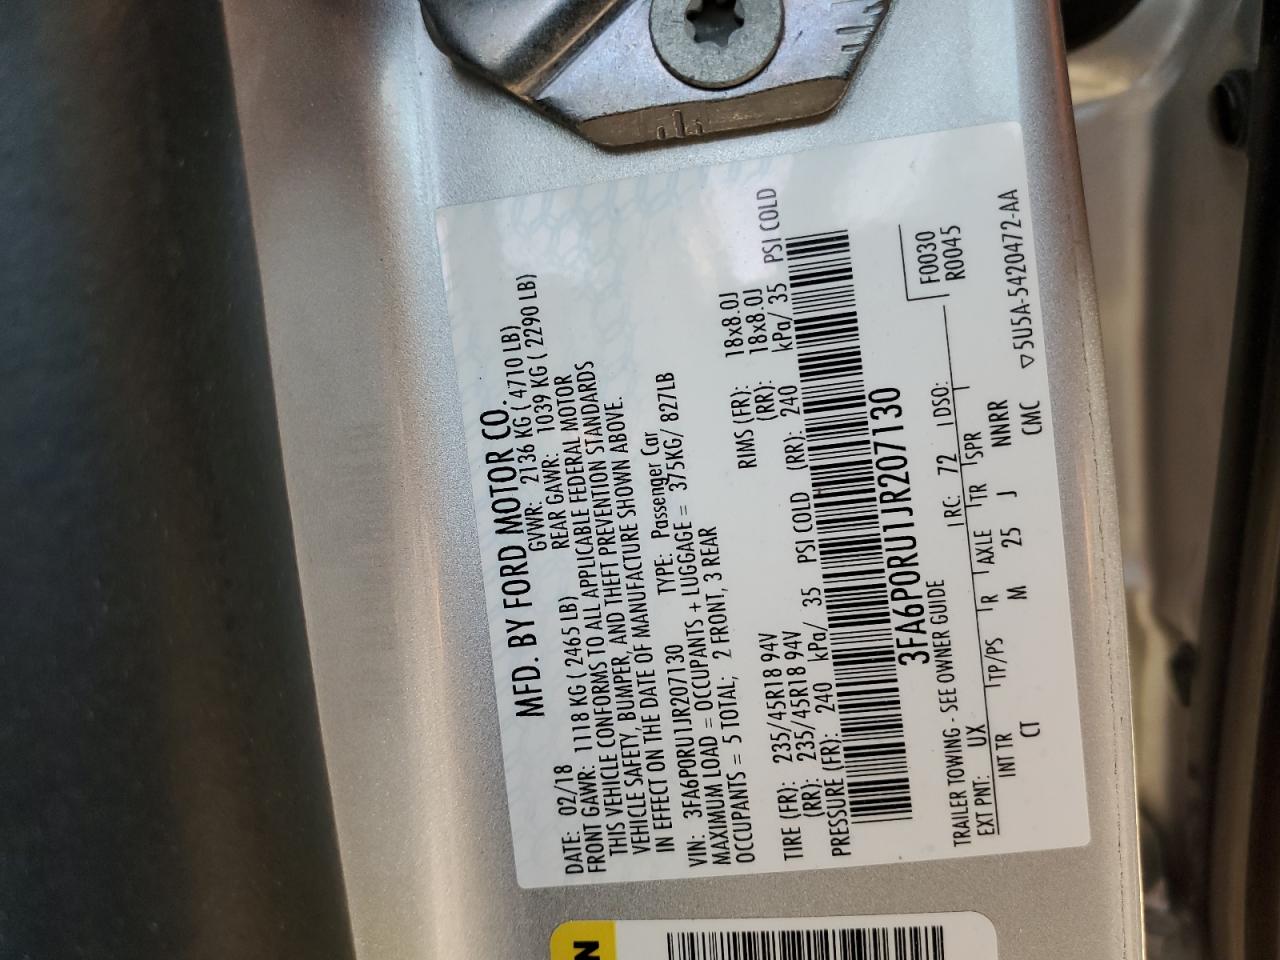 MFD. BY FORD MOTOR CO.
DATE: 02/18 GVWR: 2136 KG ( 4710 LB)
FRONT GAWR: 1118 KG ( 2465 LB) REAR GAWR: 1039 KG ( 2290 LB)
THIS VEHICLE CONFORMS TO ALL APPLICABLE FEDERAL MOTOR
VEHICLE SAFETY, BUMPER, AND THEFT PREVENTION STANDARDS
IN EFFECT ON THE DATE OF MANUFACTURE SHOWN ABOVE.
VIN: 3FA6P0RU1JR207130 TYPE: Passenger Car
MAXIMUM LOAD = OCCUPANTS + LUGGAGE = 375KG/ 827LB
OCCUPANTS = 5 TOTAL; 2 FRONT, 3 REAR
TIRE (FR): 235/45R18 94V RIMS (FR): 18x8.0J
(RR): 235/45R18 94V (RR): 18x8.0J
PRESSURE (FR): 240 kPa/ 35 PSI COLD (RR): 240 kPa/ 35 PSI COLD
3FA6P0RU1JR207130
TRAILER TOWING - SEE OWNER GUIDE
EXT PNT: UX RC: 72 DSO: F0030
R0045
INT TR TP/PS R AXLE TR SPR
CT M 25 J NNRR
CMC
▽5U5A-5420472-AA
N